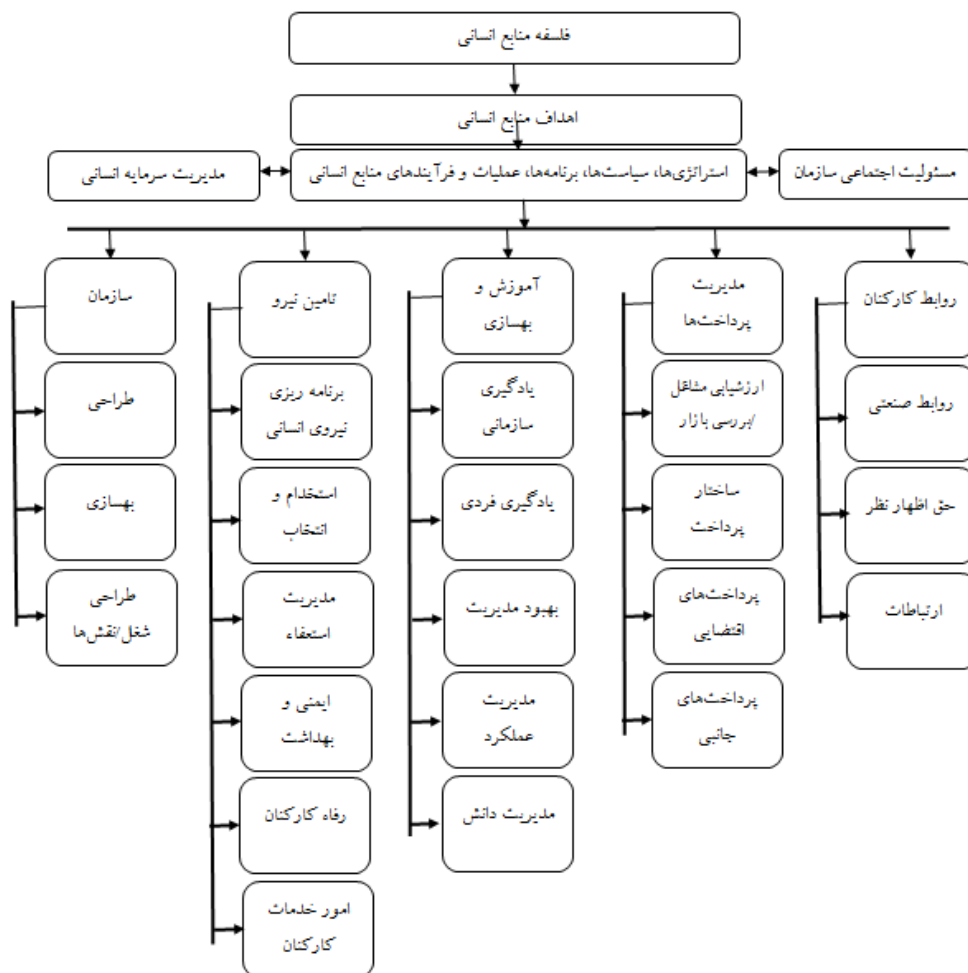 فلسفه منابع انسانی
اهداف منابع انسانی
مسئولیت اجتماعی سازمان
استراتژی‌ها، سیاست‌ها، برنامه‌ها، عملیات و فرآیندهای منابع انسانی
مدیریت سرمایه انسانی
روابط کارکنان
روابط صنعتی
حق اظهار نظر
ارتباطات
مدیریت
پرداخت‌ها
ارزشیابی مشاغل
/بررسی بازار
ساختار
پرداخت
پرداخت‌های
اقتضایی
پرداخت‌های
جانبی
آموزش و
بهسازی
یادگیری
سازمانی
یادگیری فردی
بهبود مدیریت
مدیریت
عملکرد
مدیریت دانش
تامین نیرو
برنامه ریزی
نیروی انسانی
استخدام و
انتخاب
مدیریت
استعفاء
ایمنی و
بهداشت
رفاه کارکنان
امور خدمات
کارکنان
سازمان
طراحی
بهسازی
طراحی
شغل/نقش‌ها